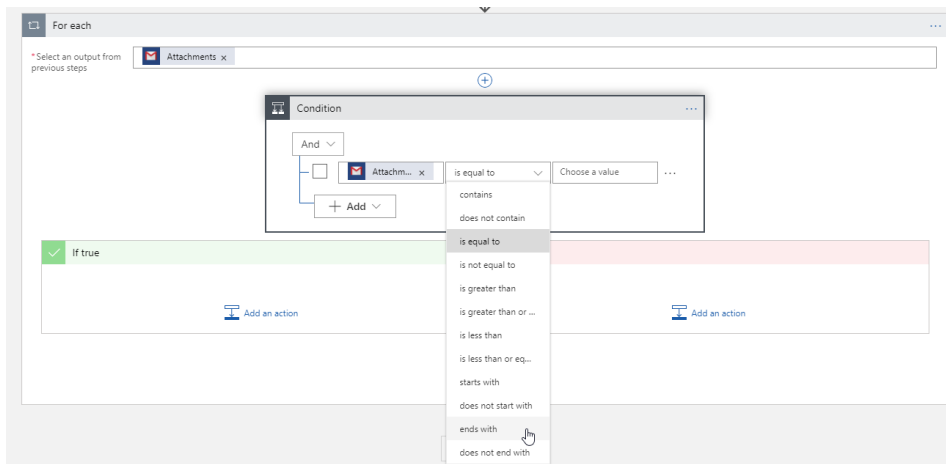 For each
...
*Select an output from
previous steps
Attachments x
Condition
...
And
Attachm... x
is equal to
Choose a value
...
+ Add
contains
does not contain
is equal to
is not equal to
is greater than
is greater than or ...
is less than
is less than or eq...
starts with
does not start with
ends with
does not end with
If true
Add an action
Add an action